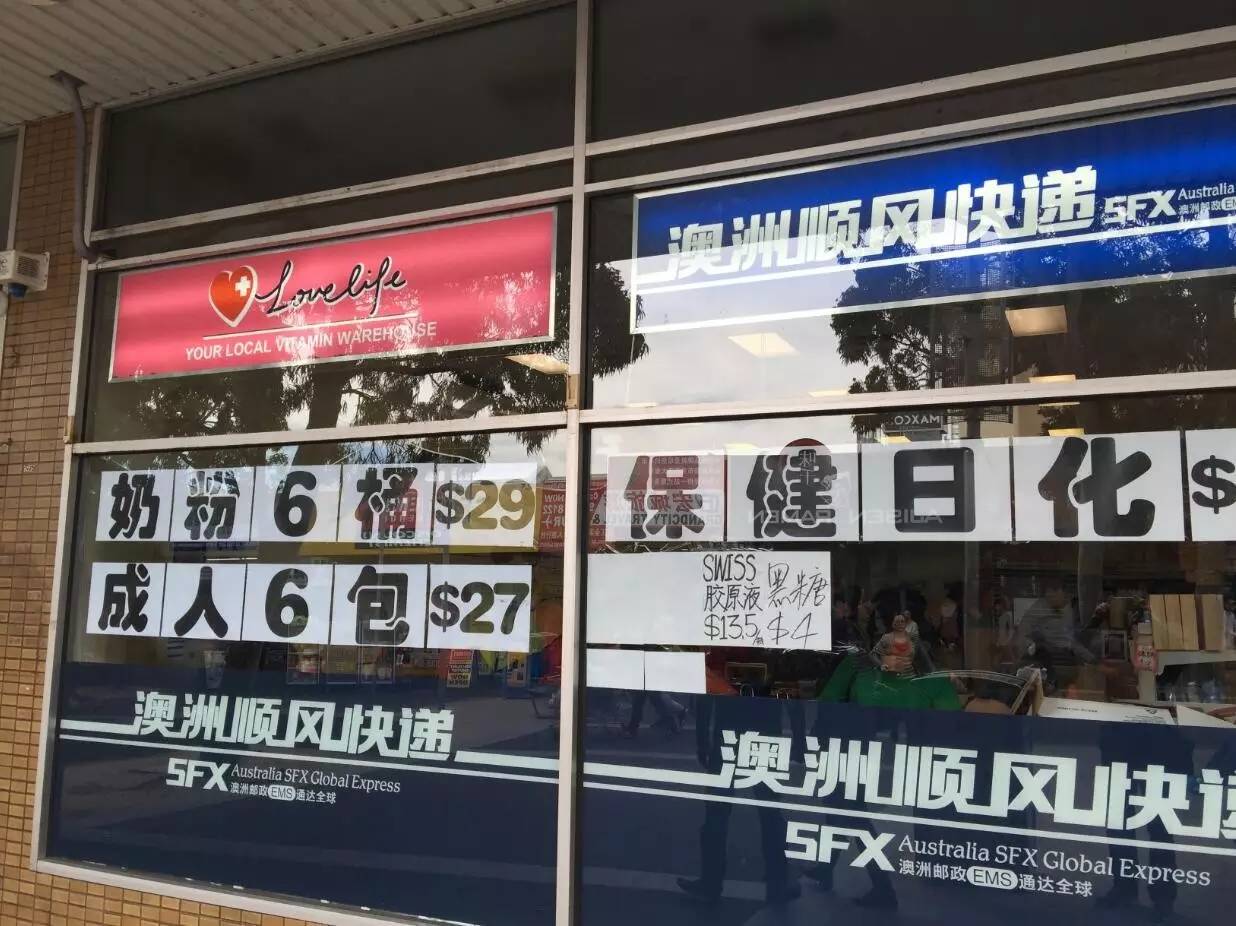 Lovelife
YOUR LOCAL VITAMIN WAREHOUSE
澳洲顺风快递 SFX Australia
澳洲邮政EMS
MAXCO.
奶粉6桶$29
成人6包$27
保健日化$
SWISS
胶原液
$13.5
黑糖
$4
澳洲顺风快递
SFX Australia SFX Global Express
澳洲邮政EMS通达全球
澳洲顺风快递
SFX Australia SFX Global Express
澳洲邮政EMS通达全球